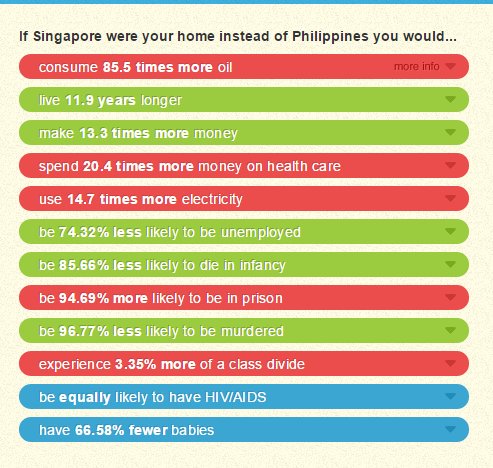 If Singapore were your home instead of Philippines you would...
consume 85.5 times more oil more info
live 11.9 years longer
make 13.3 times more money
spend 20.4 times more money on health care
use 14.7 times more electricity
be 74.32% less likely to be unemployed
be 85.66% less likely to die in infancy
be 94.69% more likely to be in prison
be 96.77% less likely to be murdered
experience 3.35% more of a class divide
be equally likely to have HIV/AIDS
have 66.58% fewer babies